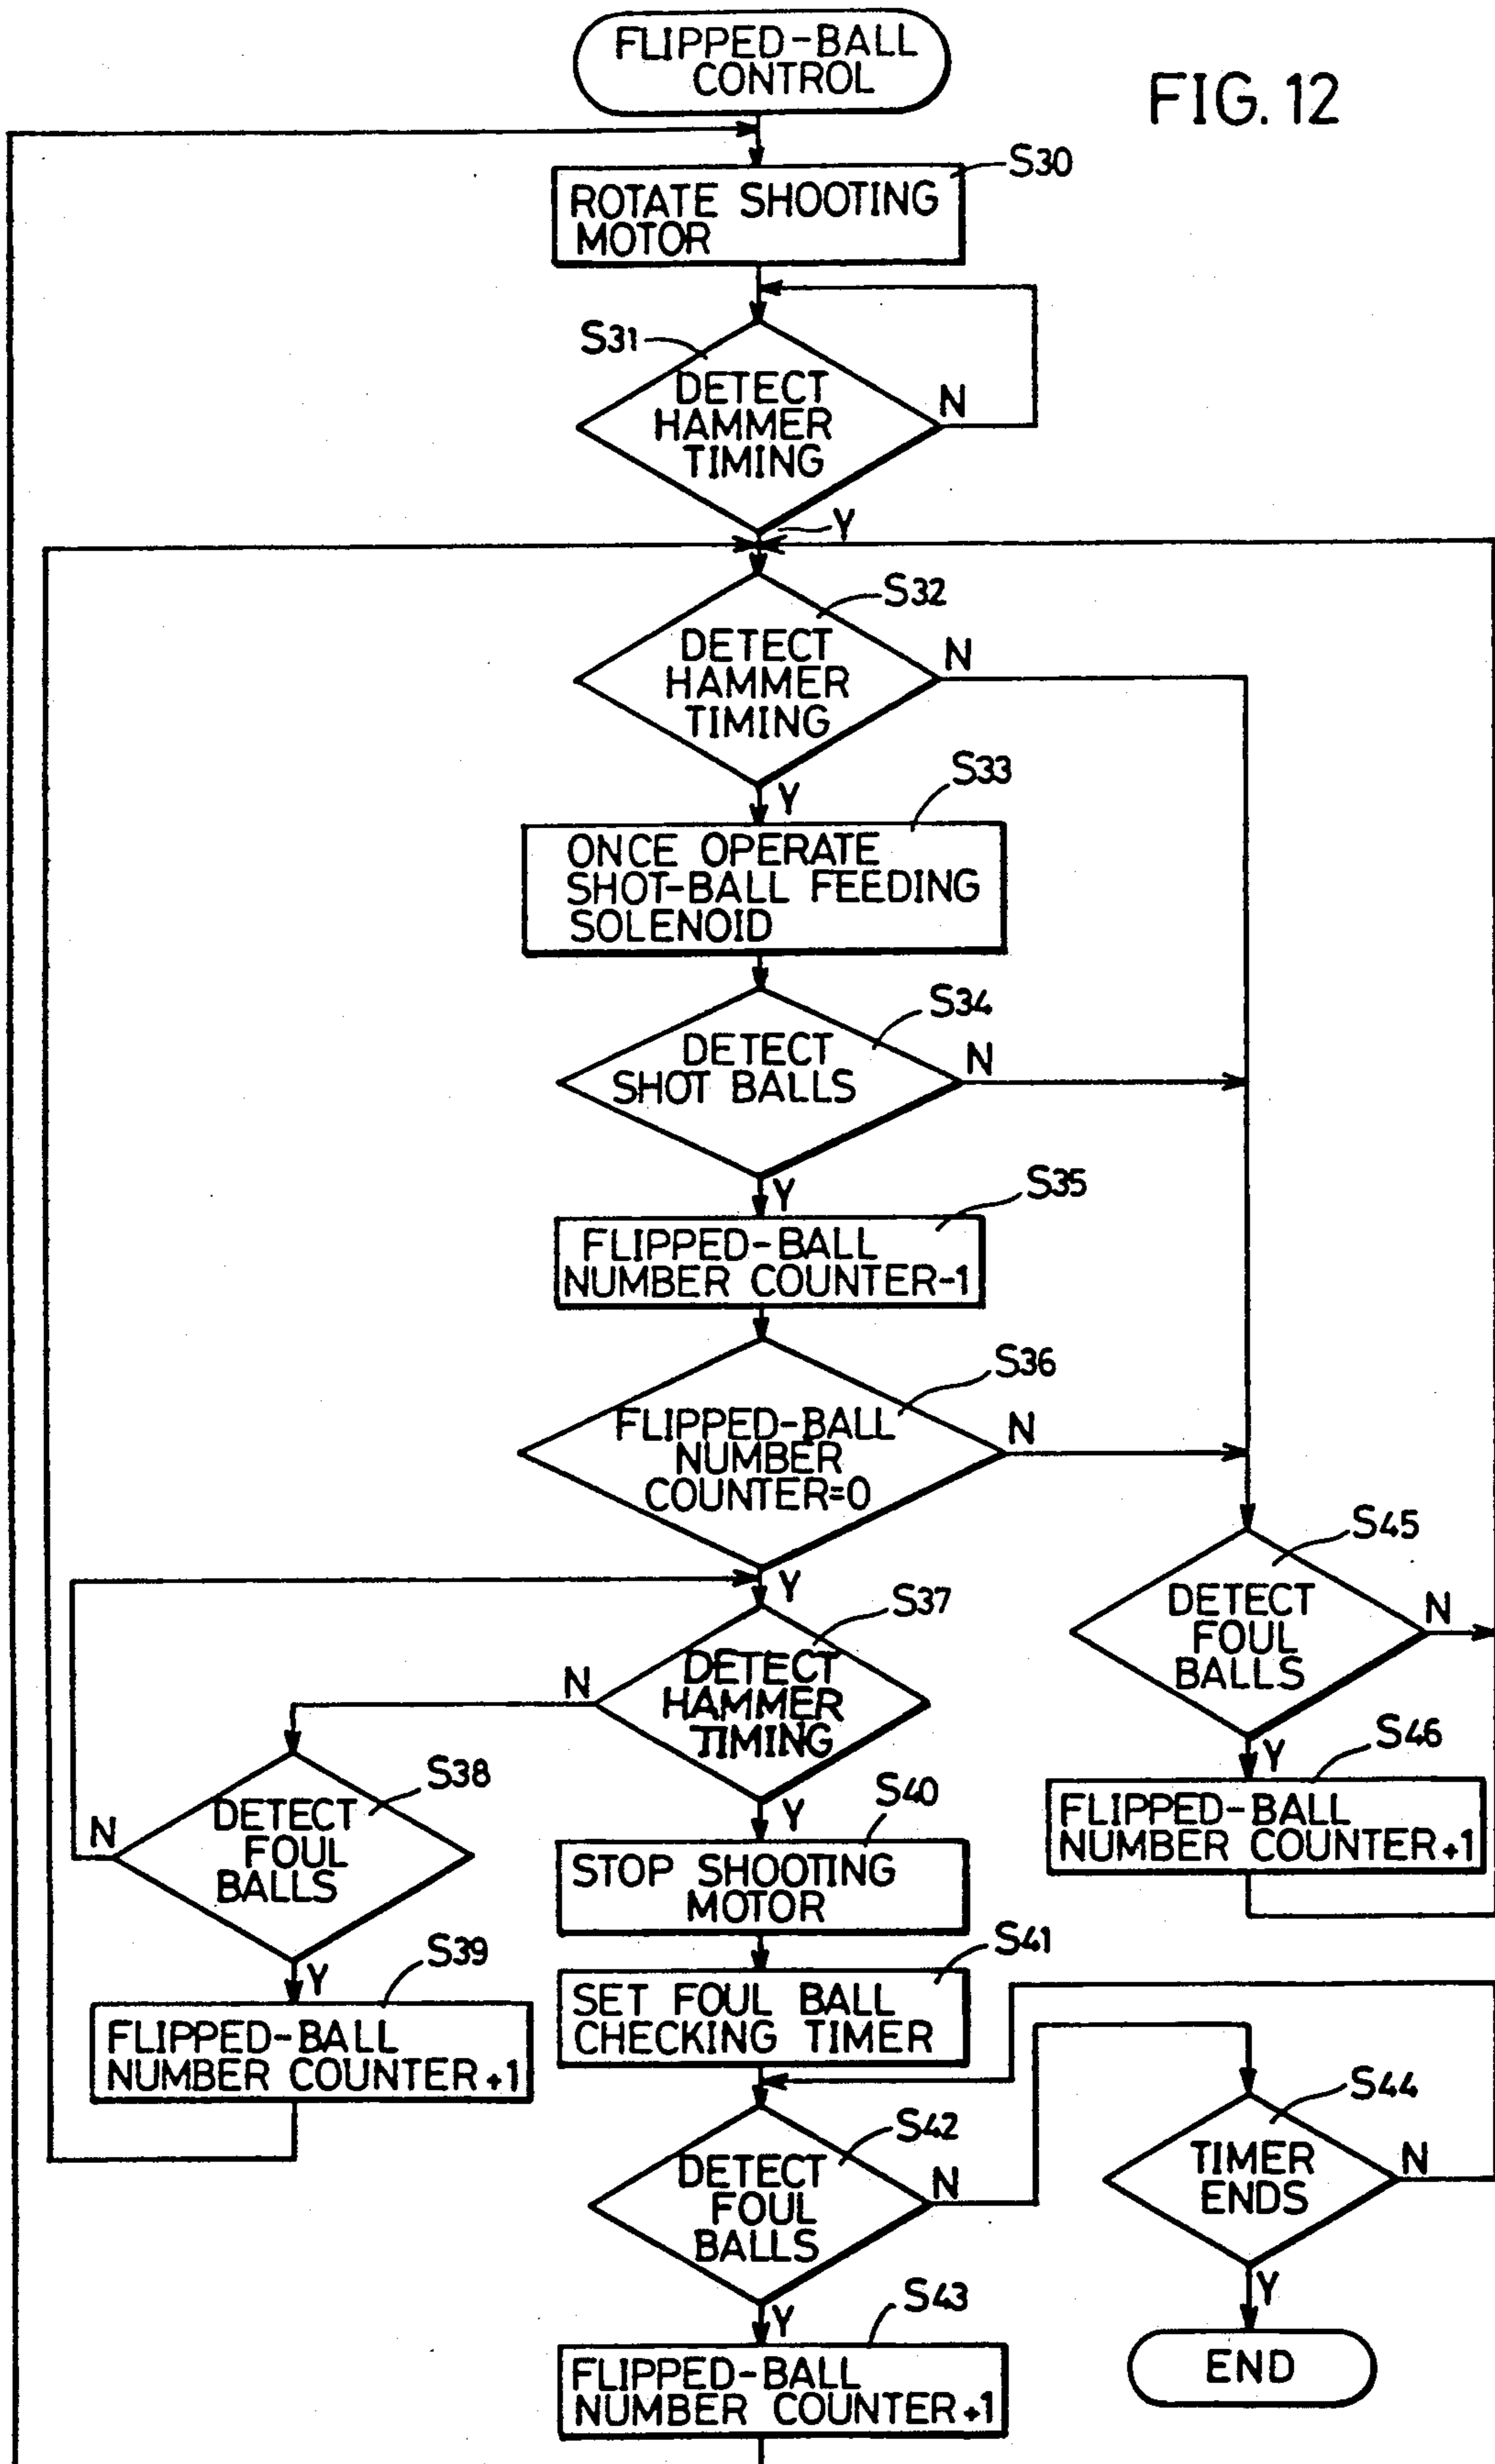 FLIPPED-BALL
CONTROL
FIG. 12
S30
ROTATE SHOOTING
MOTOR
S31
DETECT
HAMMER
TIMING
N
Y
S32
DETECT
HAMMER
TIMING
N
Y
S33
ONCE OPERATE
SHOT-BALL FEEDING
SOLENOID
S34
DETECT
SHOT BALLS
N
Y
S35
FLIPPED-BALL
NUMBER COUNTER-1
S36
FLIPPED-BALL
NUMBER
COUNTER=0
N
Y
S45
DETECT
FOUL
BALLS
N
Y
S46
FLIPPED-BALL
NUMBER COUNTER+1
S37
DETECT
HAMMER
TIMING
N
Y
S38
DETECT
FOUL
BALLS
N
Y
S39
FLIPPED-BALL
NUMBER COUNTER+1
S40
STOP SHOOTING
MOTOR
S41
SET FOUL BALL
CHECKING TIMER
S42
DETECT
FOUL
BALLS
N
Y
S44
TIMER
ENDS
N
Y
S43
FLIPPED-BALL
NUMBER COUNTER+1
END